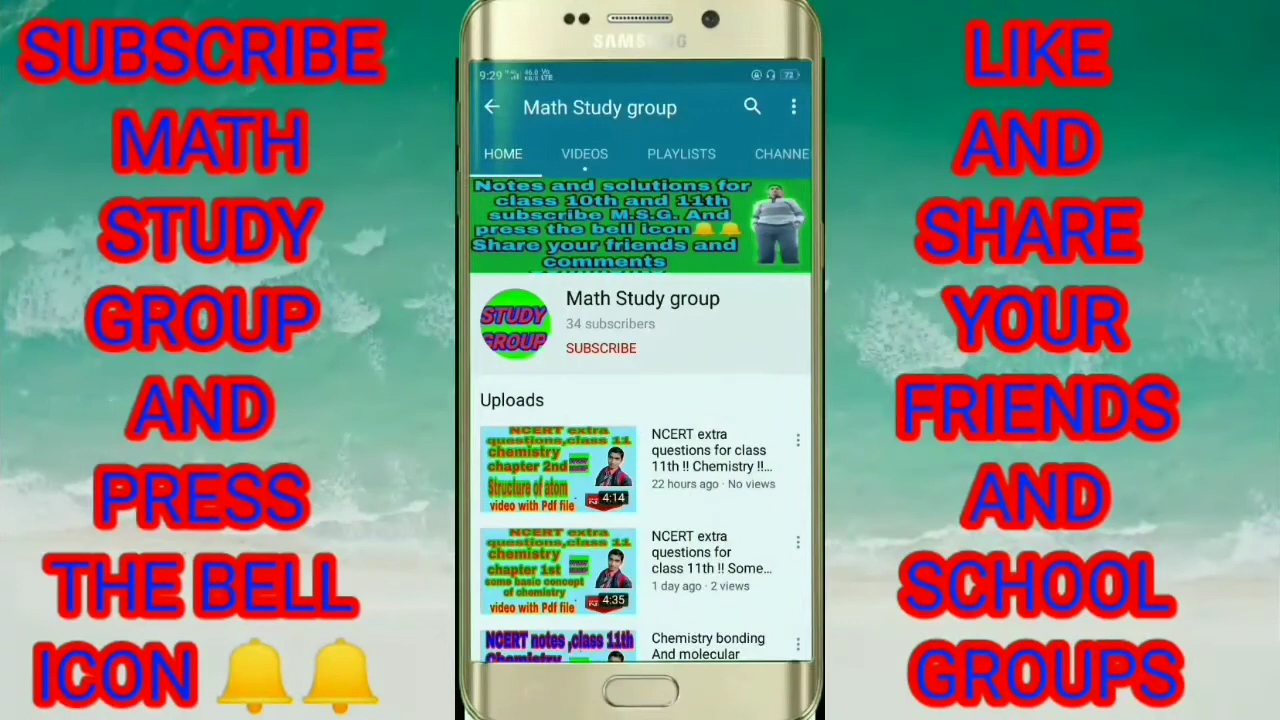 SUBSCRIBE
MATH
STUDY
GROUP
AND
PRESS
THE BELL
ICON
SAMSUNG
9:29
72
Math Study group
HOME VIDEOS PLAYLISTS CHANNE
Notes and solutions for
class 10th and 11th
subscribe M.S.G. And
press the bell icon
Share your friends and
comments
STUDY
GROUP
Math Study group
34 subscribers
SUBSCRIBE
Uploads
NCERT extra
questions,class 11
chemistry
chapter 2nd
Structure of atom
video with Pdf file
4:14
NCERT extra
questions for class
11th !! Chemistry !!...
22 hours ago · No views
NCERT extra
questions,class 11
chemistry
chapter 1st
some basic concept
of chemistry
video with Pdf file
4:35
NCERT extra
questions for
class 11th !! Some...
1 day ago · 2 views
NCERT notes ,class 11th
Chemistry
Chemistry bonding
And molecular
LIKE
AND
SHARE
YOUR
FRIENDS
AND
SCHOOL
GROUPS